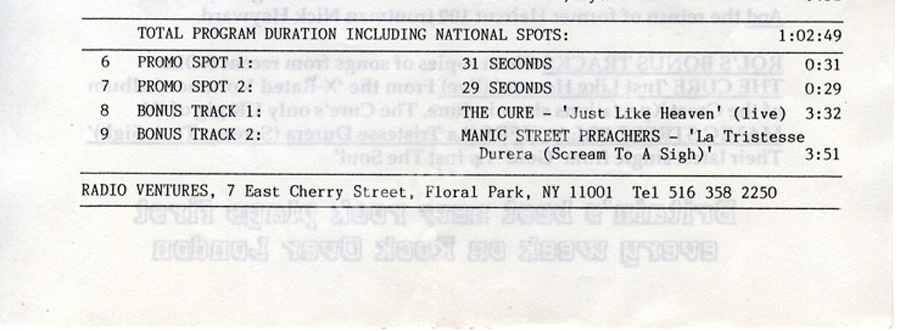 TOTAL PROGRAM DURATION INCLUDING NATIONAL SPOTS: 1:02:49
6 PROMO SPOT 1: 31 SECONDS 0:31
7 PROMO SPOT 2: 29 SECONDS 0:29
8 BONUS TRACK 1: THE CURE - 'Just Like Heaven' (live) 3:32
9 BONUS TRACK 2: MANIC STREET PREACHERS - 'La Tristesse
Durera (Scream To A Sigh)' 3:51
RADIO VENTURES, 7 East Cherry Street, Floral Park, NY 11001 Tel 516 358 2250